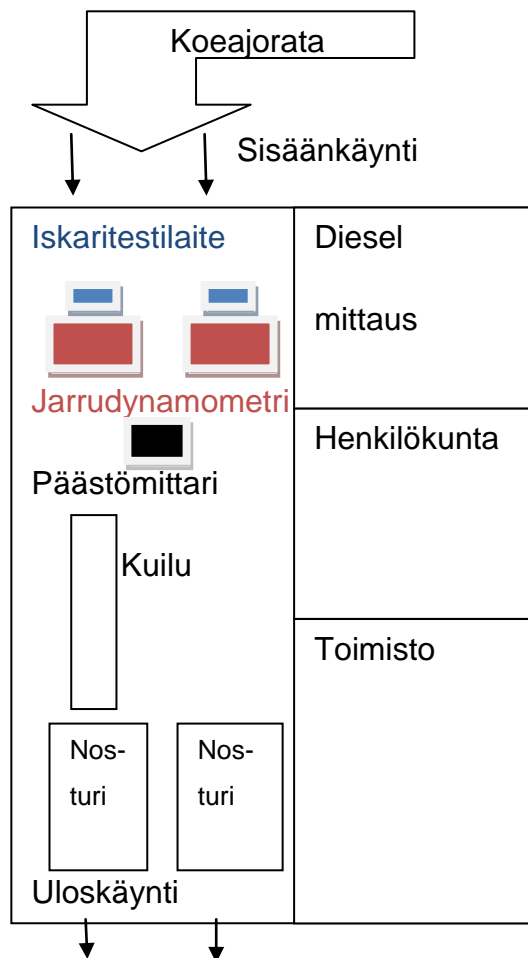 Koeajorata
Sisäänkäynti
Iskaritestilaite
Diesel
mittaus
Jarrudynamometri
Henkilökunta
Päästömittari
Kuilu
Toimisto
Nos-
turi
Nos-
turi
Uloskäynti